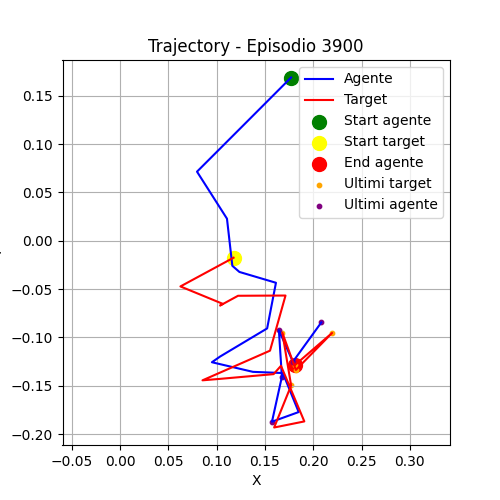 Trajectory - Episodio 3900
Agente
Target
Start agente
Start target
End agente
Ultimi target
Ultimi agente
0.15
0.10
0.05
0.00
−0.05
−0.10
−0.15
−0.20
−0.05 0.00 0.05 0.10 0.15 0.20 0.25 0.30
X